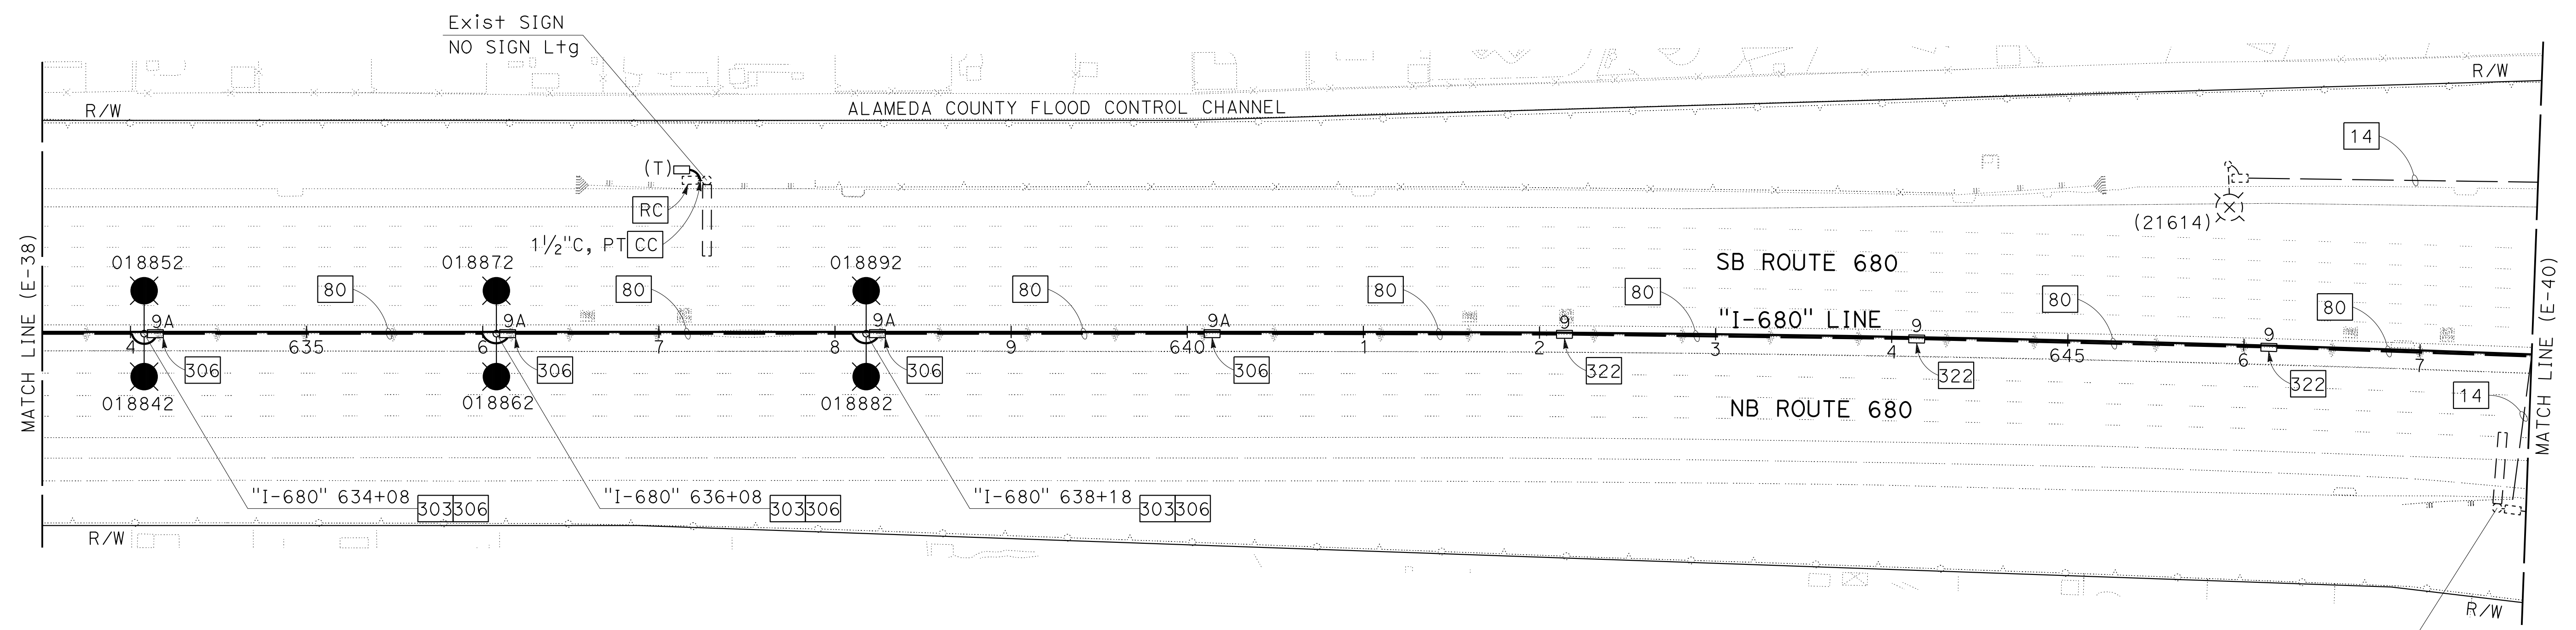 Exist SIGN
NO SIGN Ltg
R/W
R/W
ALAMEDA COUNTY FLOOD CONTROL CHANNEL
14
(T)
RC
(21614)
1½"C, PT CC
SB ROUTE 680
018852
018872
018892
80
80
80
80
80
80
80
"I-680" LINE
MATCH LINE (E-38)
MATCH LINE (E-40)
9A
9A
9A
9A
9
9
9
4
635
6
7
8
9
640
1
2
3
4
645
6
7
306
306
306
306
322
322
322
018842
018862
018882
NB ROUTE 680
14
"I-680" 634+08 303 306
"I-680" 636+08 303 306
"I-680" 638+18 303 306
R/W
R/W